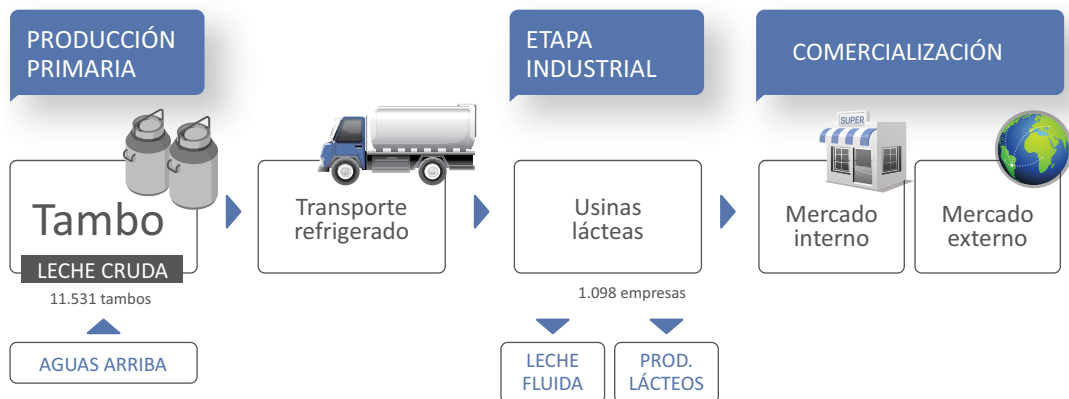 PRODUCCIÓN
PRIMARIA
ETAPA
INDUSTRIAL
COMERCIALIZACIÓN
SUPER
Tambo
LECHE CRUDA
11.531 tambos
AGUAS ARRIBA
Transporte
refrigerado
Usinas
lácteas
1.098 empresas
LECHE
FLUIDA
PROD.
LÁCTEOS
Mercado
interno
Mercado
externo